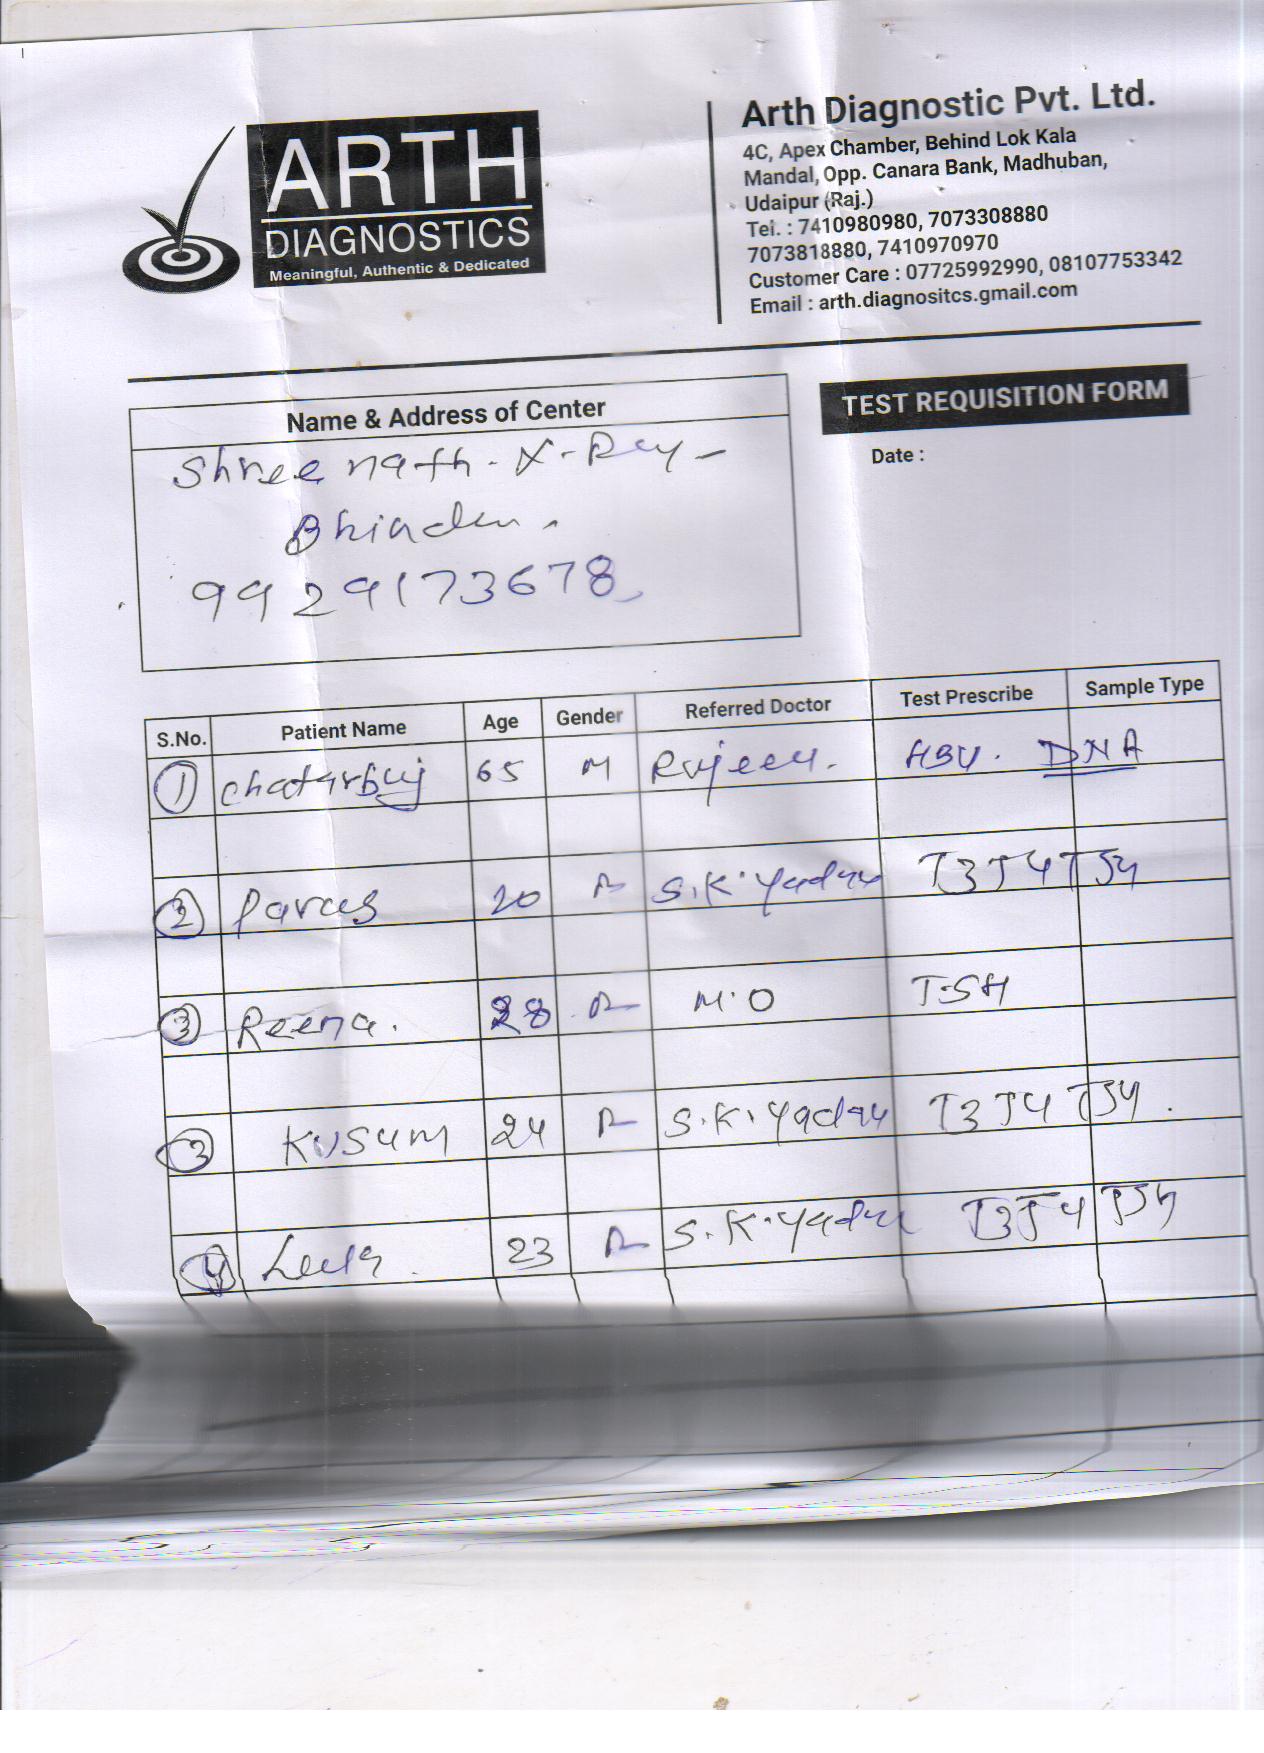 ARTH
DIAGNOSTICS
Meaningful, Authentic & Dedicated
Arth Diagnostic Pvt. Ltd.
4C, Apex Chamber, Behind Lok Kala
Mandal, Opp. Canara Bank, Madhuban,
Udaipur (Raj.)
Tel. : 7410980980, 7073308880
7073818880, 7410970970
Customer Care : 07725992990, 08107753342
Email : arth.diagnositcs.gmail.com
Name & Address of Center
Shree nath - X-Ray -
Bhinder.
9929173678
TEST REQUISITION FORM
Date :
S.No. Patient Name Age Gender Referred Doctor Test Prescribe Sample Type
1 Chaturbuj 65 M Rajeev. HBV. DNA
2 Paras 20 S.K. Yadav T3 T4 TSH
3 Reena. 28 M.O TSH
3 KUSUM 24 S.K. Yadav T3 T4 TSH.
4 Leela 23 S.K. Yadav T3 T4 TSH